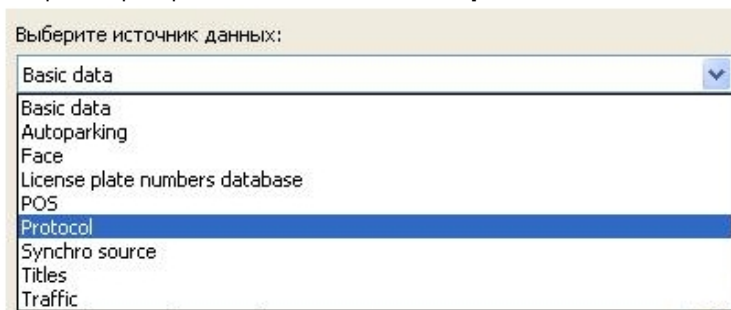 Выберите источник данных:
Basic data
Basic data
Autoparking
Face
License plate numbers database
POS
Protocol
Synchro source
Titles
Traffic